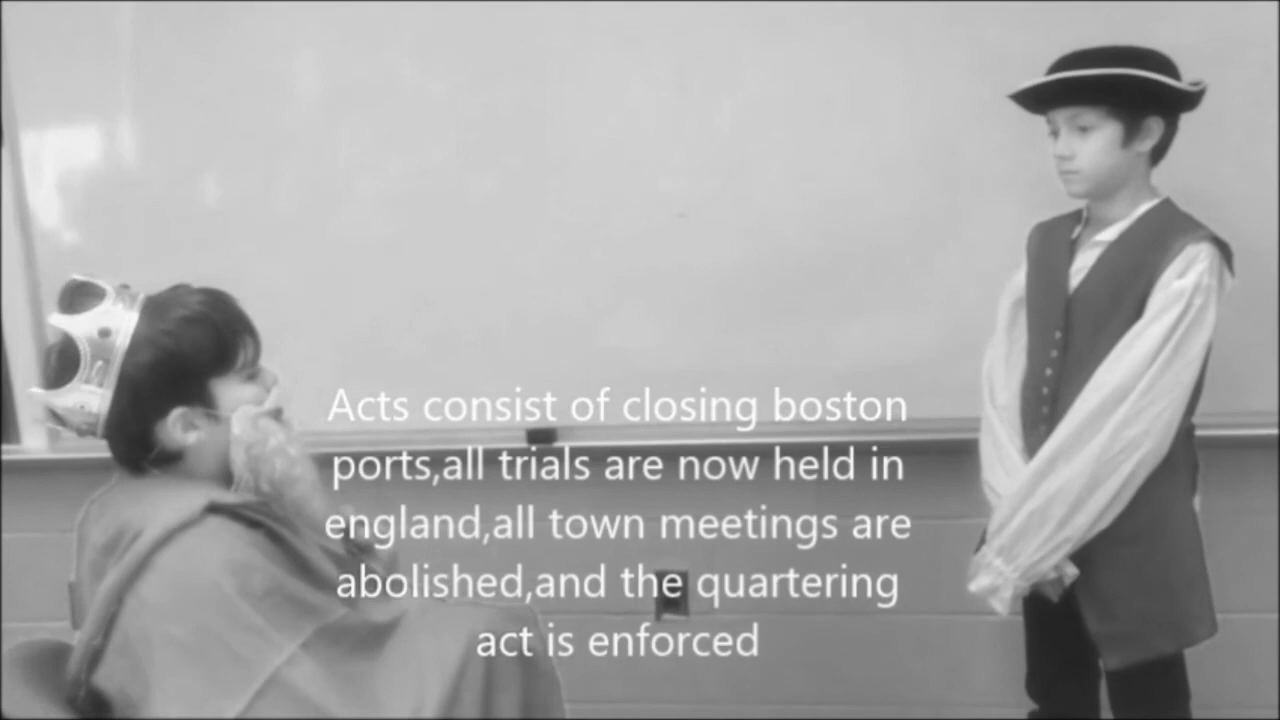 Acts consist of closing boston
ports,all trials are now held in
england,all town meetings are
abolished,and the quartering
act is enforced